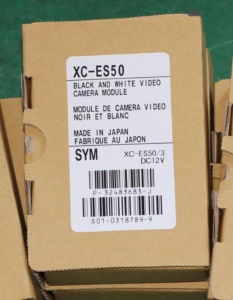 XC-ES50
BLACK AND WHITE VIDEO
CAMERA MODULE
MODULE DE CAMERA VIDEO
NOIR ET BLANC
MADE IN JAPAN
FABRIQUE AU JAPON
SYM XC-ES50/3
DC12V
P-32483683-J
S01-0318789-9